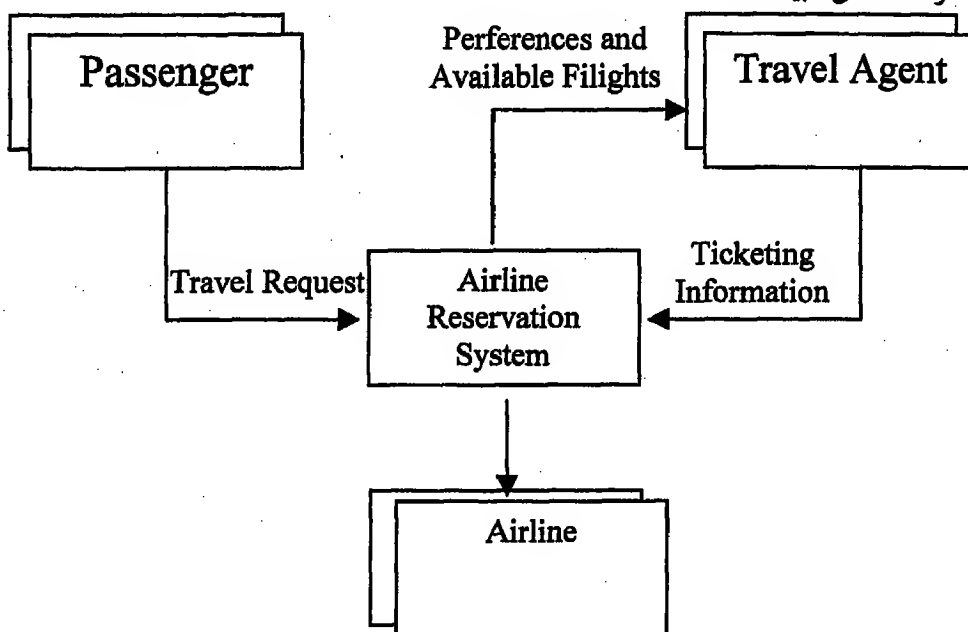 Perferences and
Available Filights
Passenger
Travel Agent
Travel Request
Airline
Reservation
System
Ticketing
Information
Airline